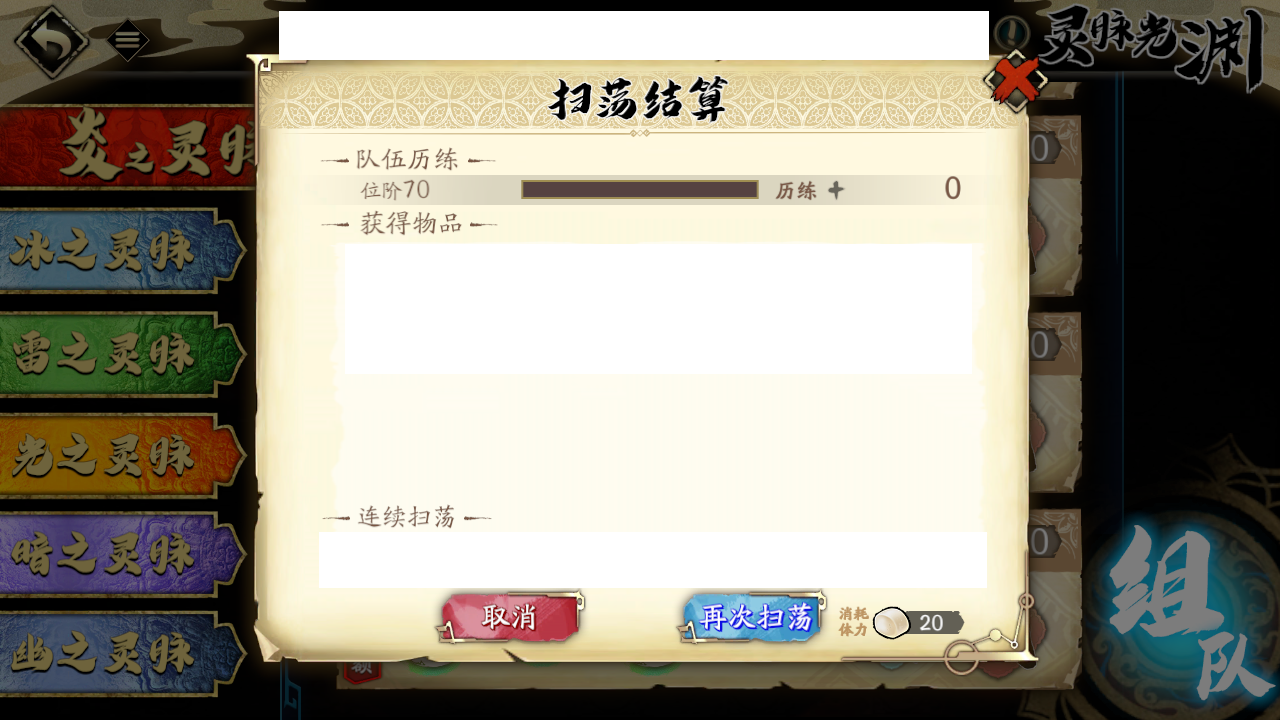 灵脉光渊
扫荡结算
炎之灵脉
队伍历练
位阶70
历练 + 0
获得物品
冰之灵脉
雷之灵脉
光之灵脉
暗之灵脉
连续扫荡
幽之灵脉
取消
再次扫荡
消耗
体力
20
组队
0
0
0